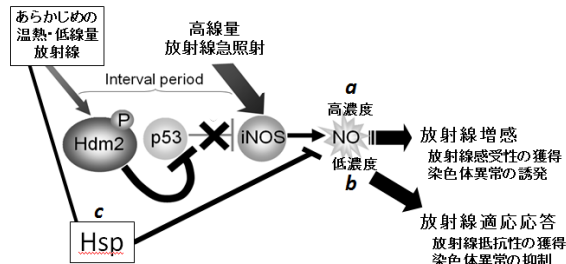 あらかじめの
温熱・低線量
放射線
高線量
放射線急照射
Interval period
P
Hdm2
p53
iNOS
a
高濃度
NO
低濃度
b
放射線増感
放射線感受性の獲得
染色体異常の誘発
c
Hsp
放射線適応応答
放射線抵抗性の獲得
染色体異常の抑制